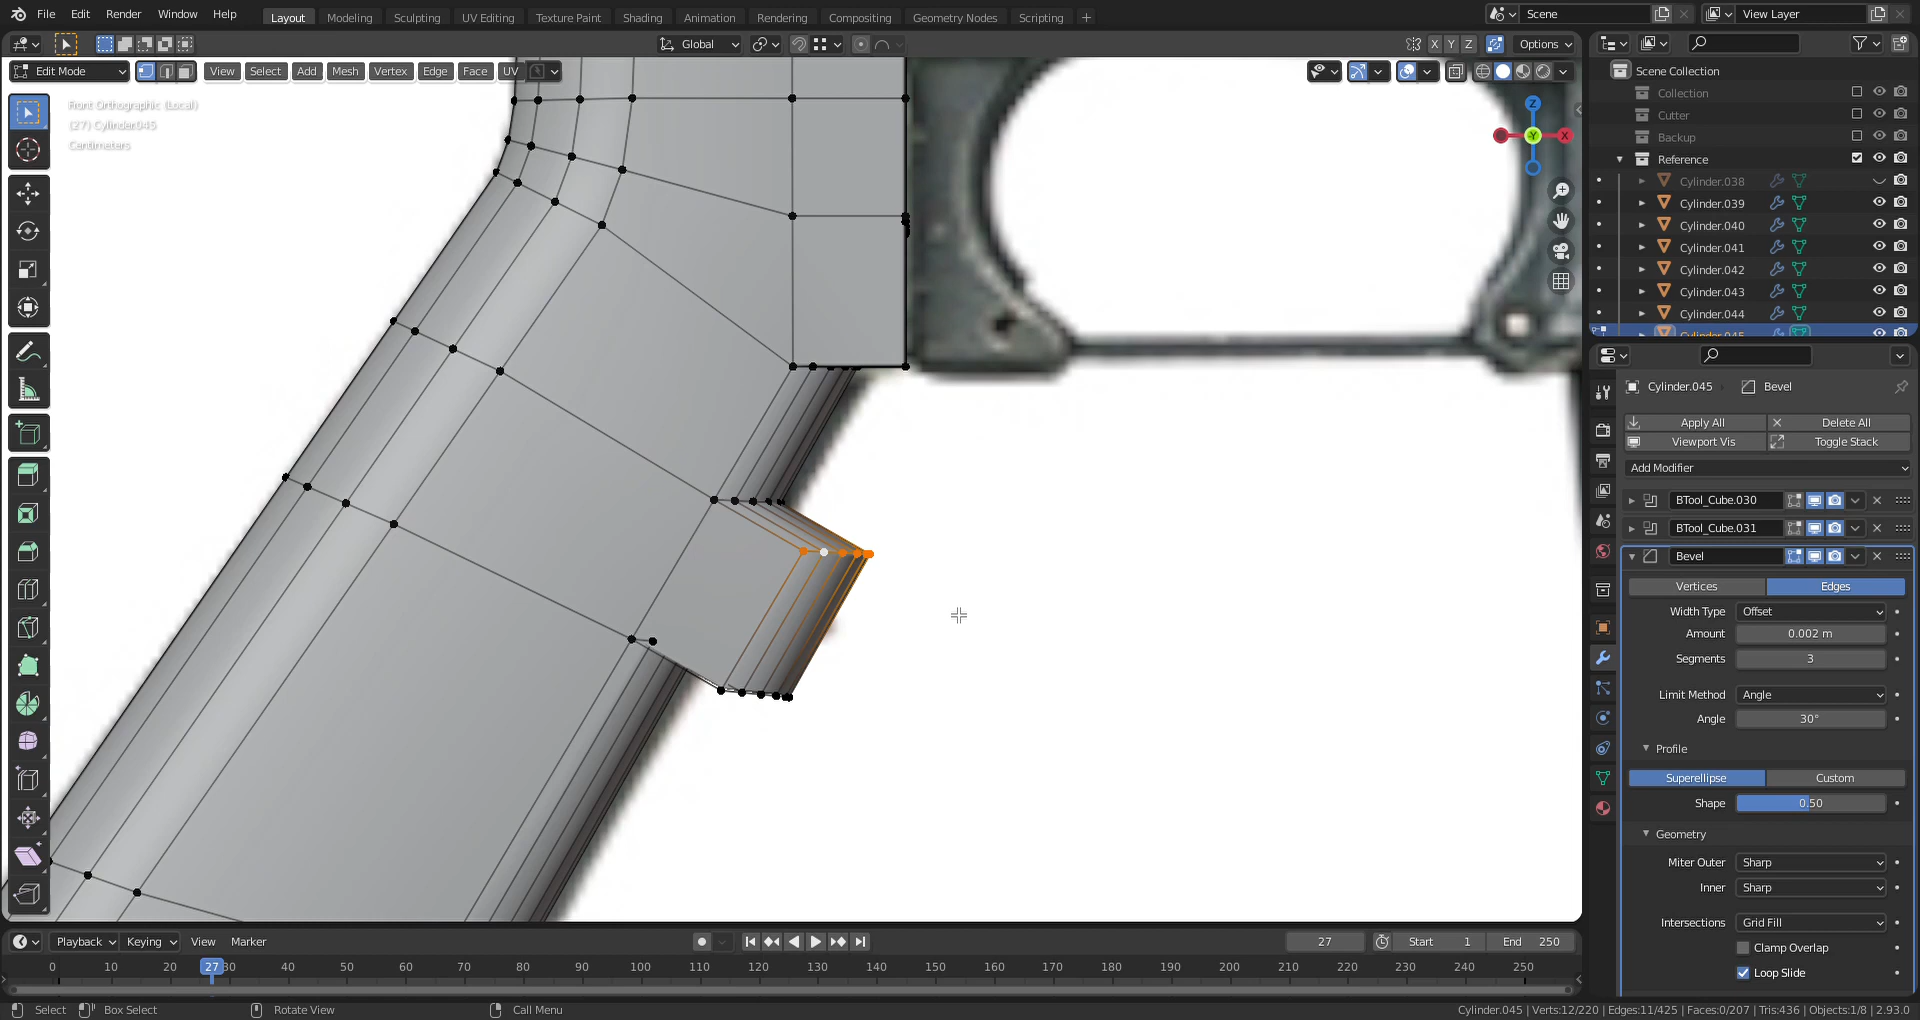 File Edit Render Window Help
Layout Modeling Sculpting UV Editing Texture Paint Shading Animation Rendering Compositing Geometry Nodes Scripting +
Scene
View Layer
Global
X Y Z
Options
Edit Mode
View Select Add Mesh Vertex Edge Face UV
Front Orthographic (Local)
(27) Cylinder.045
Centimeters
Z
Y
X
Scene Collection
Collection
Cutter
Backup
Reference
Cylinder.038
Cylinder.039
Cylinder.040
Cylinder.041
Cylinder.042
Cylinder.043
Cylinder.044
Cylinder.045
Cylinder.045 Bevel
Apply All Delete All
Viewport Vis Toggle Stack
Add Modifier
BTool_Cube.030
BTool_Cube.031
Bevel
Vertices Edges
Width Type Offset
Amount 0.002 m
Segments 3
Limit Method Angle
Angle 30°
Profile
Superellipse Custom
Shape 0.50
Geometry
Miter Outer Sharp
Inner Sharp
Intersections Grid Fill
Clamp Overlap
Loop Slide
Playback Keying View Marker
27 Start 1 End 250
0 10 20 27 30 40 50 60 70 80 90 100 110 120 130 140 150 160 170 180 190 200 210 220 230 240 250
Select Box Select Rotate View Call Menu
Cylinder.045 | Verts:12/220 | Edges:11/425 | Faces:0/207 | Tris:436 | Objects:1/8 | 2.93.0